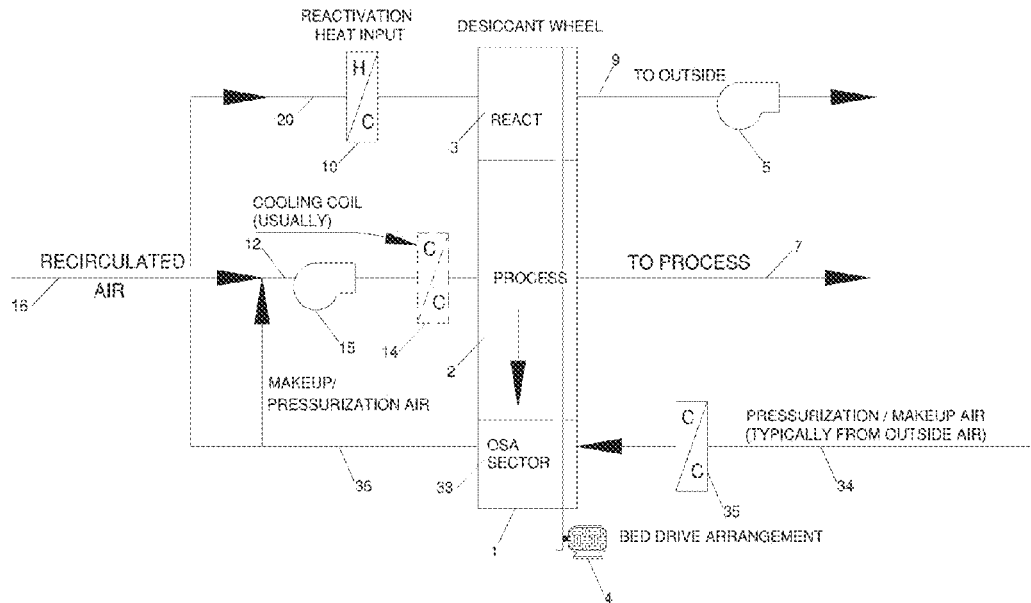 REACTIVATION
HEAT INPUT
DESICCANT WHEEL
9
TO OUTSIDE
H
C
20
10
3
REACT
5
COOLING COIL
(USUALLY)
12
C
C
RECIRCULATED
AIR
16
15
14
PROCESS
TO PROCESS
7
2
MAKEUP/
PRESSURIZATION AIR
OSA
SECTOR
36
33
C
C
PRESSURIZATION / MAKEUP AIR
(TYPICALLY FROM OUTSIDE AIR)
34
35
1
BED DRIVE ARRANGEMENT
4